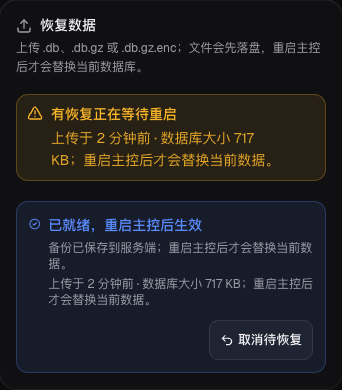 恢复数据
上传 .db、.db.gz 或 .db.gz.enc；文件会先落盘，重启主控
后才会替换当前数据库。
有恢复正在等待重启
上传于 2 分钟前 · 数据库大小 717
KB；重启主控后才会替换当前数据。
已就绪，重启主控后生效
备份已保存到服务端；重启主控后才会替换当前数
据。
上传于 2 分钟前 · 数据库大小 717 KB；重启主控后
才会替换当前数据。
取消待恢复